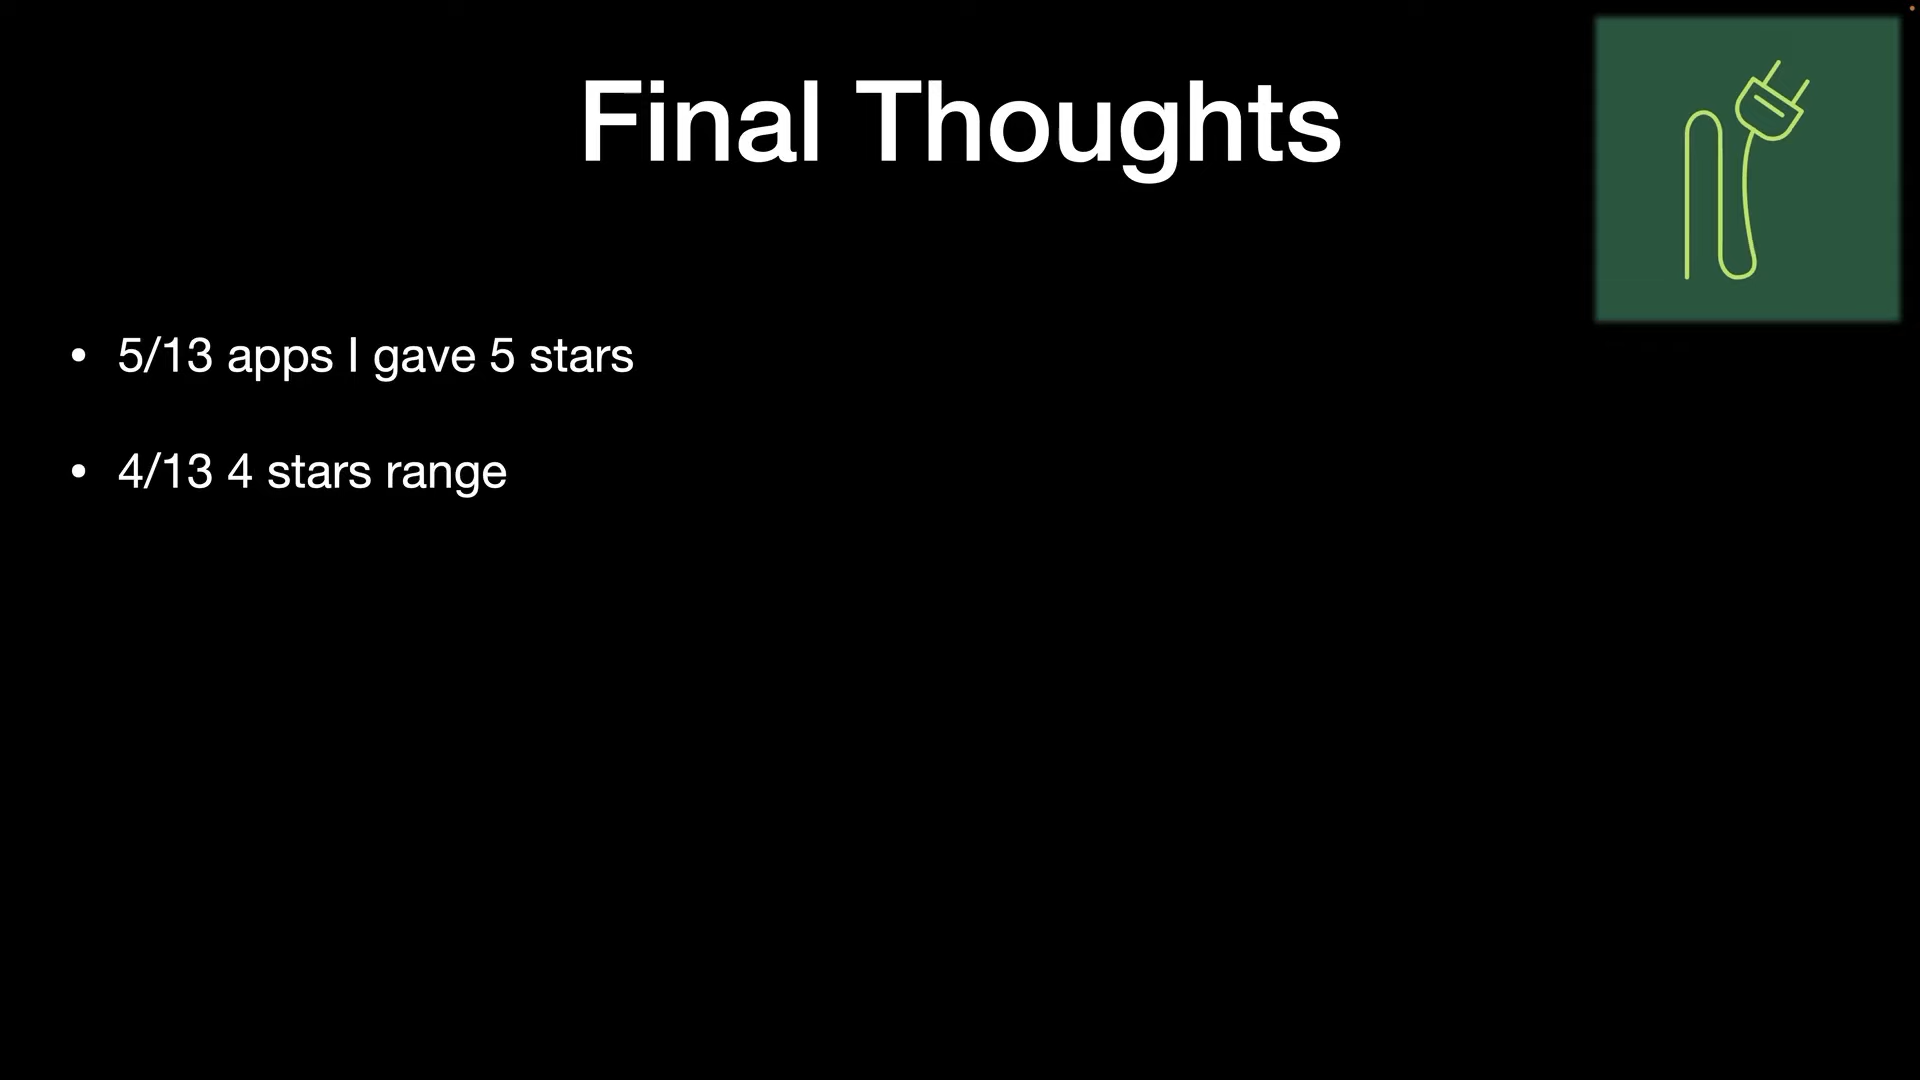 Final Thoughts
• 5/13 apps I gave 5 stars
• 4/13 4 stars range